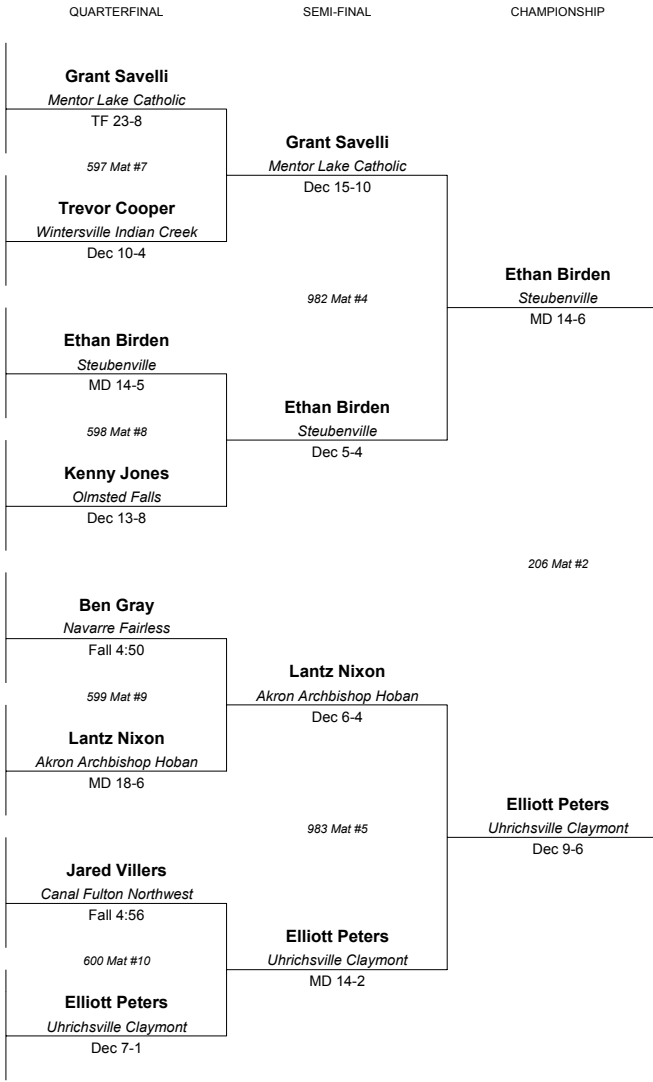 QUARTERFINAL
SEMI-FINAL
CHAMPIONSHIP
Grant Savelli
Mentor Lake Catholic
TF 23-8
597 Mat #7
Trevor Cooper
Wintersville Indian Creek
Dec 10-4
Ethan Birden
Steubenville
MD 14-5
598 Mat #8
Kenny Jones
Olmsted Falls
Dec 13-8
Ben Gray
Navarre Fairless
Fall 4:50
599 Mat #9
Lantz Nixon
Akron Archbishop Hoban
MD 18-6
Jared Villers
Canal Fulton Northwest
Fall 4:56
600 Mat #10
Elliott Peters
Uhrichsville Claymont
Dec 7-1
Grant Savelli
Mentor Lake Catholic
Dec 15-10
982 Mat #4
Ethan Birden
Steubenville
Dec 5-4
Lantz Nixon
Akron Archbishop Hoban
Dec 6-4
983 Mat #5
Elliott Peters
Uhrichsville Claymont
MD 14-2
Ethan Birden
Steubenville
MD 14-6
206 Mat #2
Elliott Peters
Uhrichsville Claymont
Dec 9-6